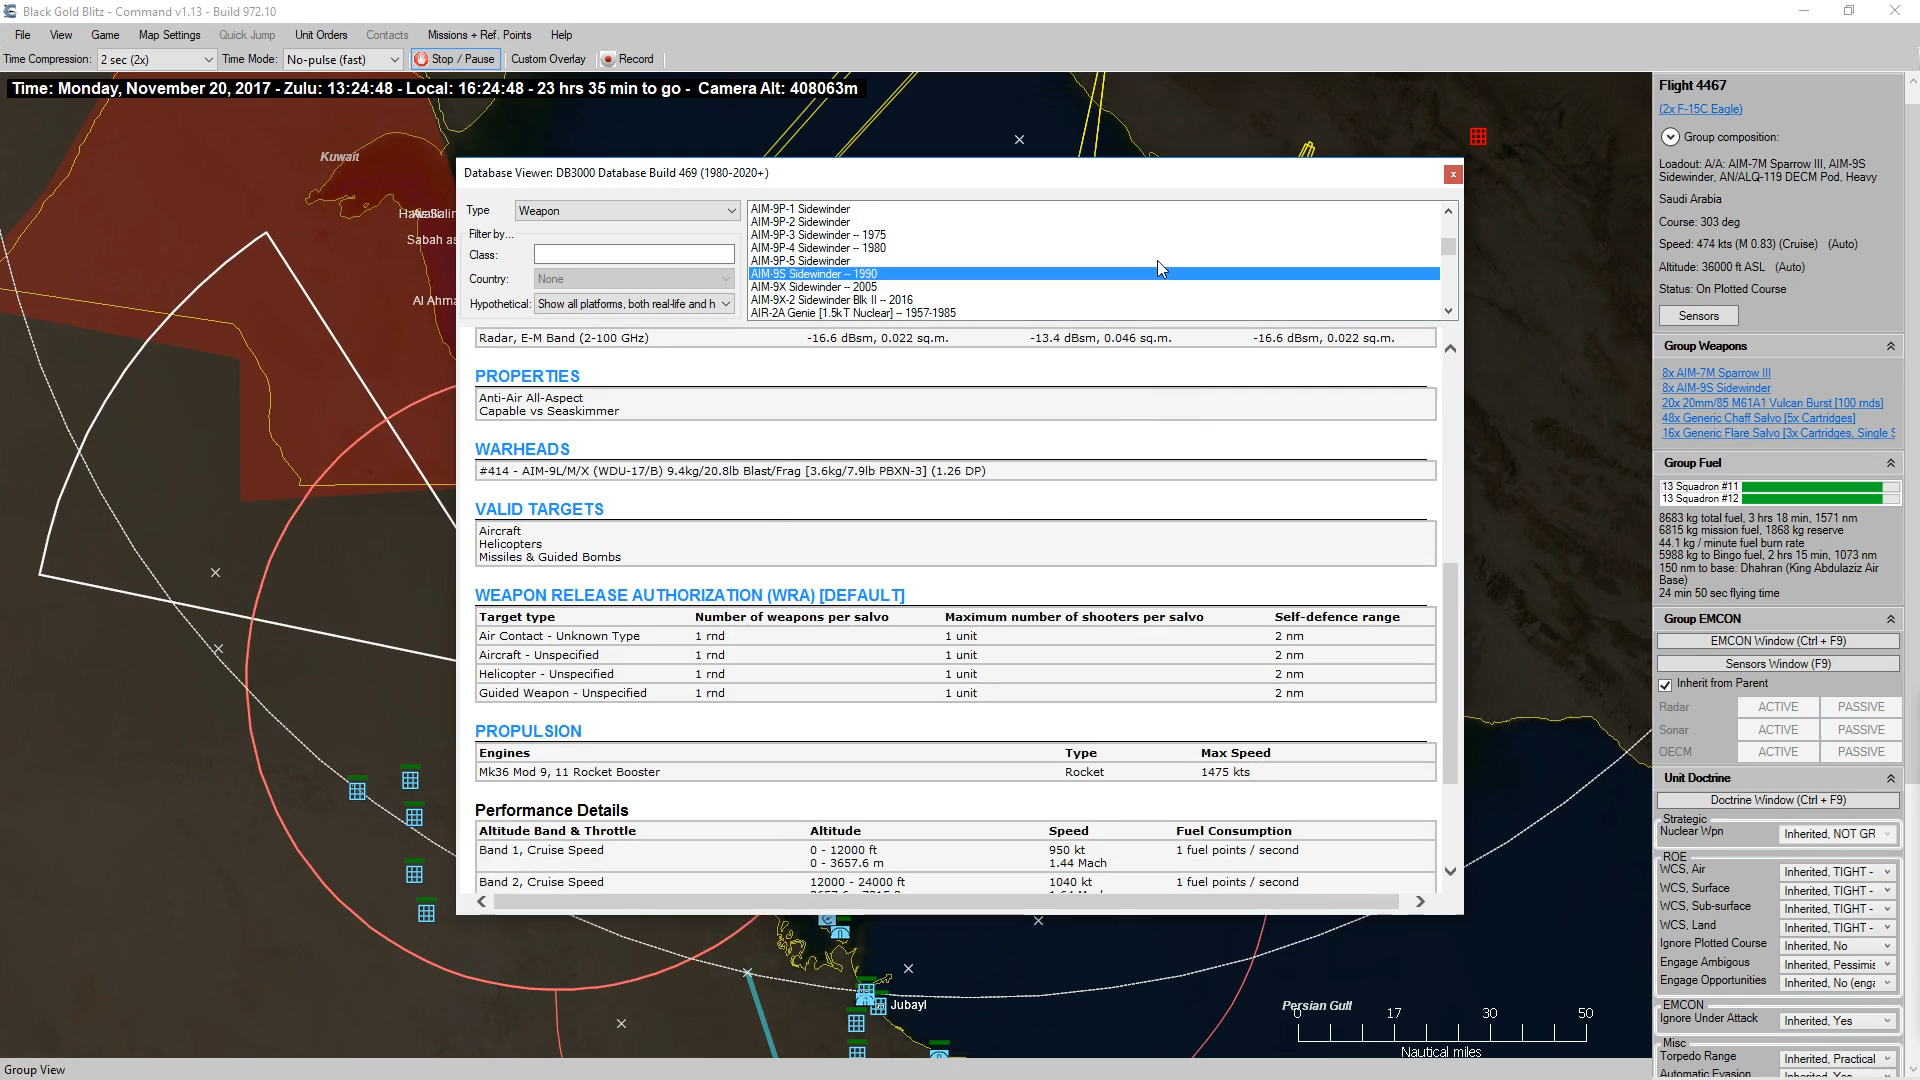 Black Gold Blitz - Command v1.13 - Build 972.10
File View Game Map Settings Quick Jump Unit Orders Contacts Missions + Ref. Points Help
Time Compression: 2 sec (2x) Time Mode: No-pulse (fast) Stop / Pause Custom Overlay Record
Time: Monday, November 20, 2017 - Zulu: 13:24:48 - Local: 16:24:48 - 23 hrs 35 min to go - Camera Alt: 408063m
Kuwait
Sabah as
Al Ahma
Jubayl
Persian Gulf
0 17 30 50
Nautical miles
Group View
Database Viewer: DB3000 Database Build 469 (1980-2020+)
Type Weapon
Filter by...
Class:
Country: None
Hypothetical: Show all platforms, both real-life and h
AIM-9P-1 Sidewinder
AIM-9P-2 Sidewinder
AIM-9P-3 Sidewinder -- 1975
AIM-9P-4 Sidewinder -- 1980
AIM-9P-5 Sidewinder
AIM-9S Sidewinder -- 1990
AIM-9X Sidewinder -- 2005
AIM-9X-2 Sidewinder Blk II -- 2016
AIR-2A Genie [1.5kT Nuclear] -- 1957-1985
Radar, E-M Band (2-100 GHz) -16.6 dBsm, 0.022 sq.m. -13.4 dBsm, 0.046 sq.m. -16.6 dBsm, 0.022 sq.m.
PROPERTIES
Anti-Air All-Aspect
Capable vs Seaskimmer
WARHEADS
#414 - AIM-9L/M/X (WDU-17/B) 9.4kg/20.8lb Blast/Frag [3.6kg/7.9lb PBXN-3] (1.26 DP)
VALID TARGETS
Aircraft
Helicopters
Missiles & Guided Bombs
WEAPON RELEASE AUTHORIZATION (WRA) [DEFAULT]
Target type Number of weapons per salvo Maximum number of shooters per salvo Self-defence range
Air Contact - Unknown Type 1 rnd 1 unit 2 nm
Aircraft - Unspecified 1 rnd 1 unit 2 nm
Helicopter - Unspecified 1 rnd 1 unit 2 nm
Guided Weapon - Unspecified 1 rnd 1 unit 2 nm
PROPULSION
Engines Type Max Speed
Mk36 Mod 9, 11 Rocket Booster Rocket 1475 kts
Performance Details
Altitude Band & Throttle Altitude Speed Fuel Consumption
Band 1, Cruise Speed 0 - 12000 ft 950 kt 1 fuel points / second
0 - 3657.6 m 1.44 Mach
Band 2, Cruise Speed 12000 - 24000 ft 1040 kt 1 fuel points / second
Flight 4467
(2x F-15C Eagle)
Group composition:
Loadout: A/A: AIM-7M Sparrow III, AIM-9S
Sidewinder, AN/ALQ-119 DECM Pod, Heavy
Saudi Arabia
Course: 303 deg
Speed: 474 kts (M 0.83) (Cruise) (Auto)
Altitude: 36000 ft ASL (Auto)
Status: On Plotted Course
Sensors
Group Weapons
8x AIM-7M Sparrow III
8x AIM-9S Sidewinder
20x 20mm/85 M61A1 Vulcan Burst [100 rnds]
48x Generic Chaff Salvo [5x Cartridges]
16x Generic Flare Salvo [3x Cartridges, Single S
Group Fuel
13 Squadron #11
13 Squadron #12
8683 kg total fuel, 3 hrs 18 min, 1571 nm
6815 kg mission fuel, 1868 kg reserve
44.1 kg / minute fuel burn rate
5988 kg to Bingo fuel, 2 hrs 15 min, 1073 nm
150 nm to base: Dhahran (King Abdulaziz Air
Base)
24 min 50 sec flying time
Group EMCON
EMCON Window (Ctrl + F9)
Sensors Window (F9)
Inherit from Parent
Radar ACTIVE PASSIVE
Sonar ACTIVE PASSIVE
OECM ACTIVE PASSIVE
Unit Doctrine
Doctrine Window (Ctrl + F9)
Strategic
Nuclear Wpn Inherited, NOT GR
ROE
WCS, Air Inherited, TIGHT -
WCS, Surface Inherited, TIGHT -
WCS, Sub-surface Inherited, TIGHT -
WCS, Land Inherited, TIGHT -
Ignore Plotted Course Inherited, No
Engage Ambiguous Inherited, Pessimis
Engage Opportunities Inherited, No (enga
EMCON
Ignore Under Attack Inherited, Yes
Misc
Torpedo Range Inherited, Practical
Automatic Evasion Inherited, Yes